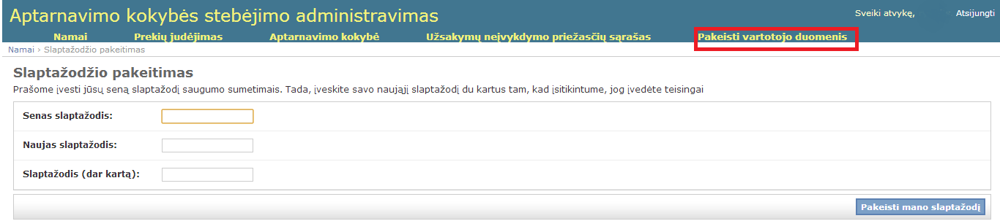 Aptarnavimo kokybės stebėjimo administravimas
Sveiki atvykę, Atsijungti
Namai Prekių judėjimas Aptarnavimo kokybė Užsakymų neįvykdymo priežasčių sąrašas Pakeisti vartotojo duomenis
Namai › Slaptažodžio pakeitimas
Slaptažodžio pakeitimas
Prašome įvesti jūsų seną slaptažodį saugumo sumetimais. Tada, įveskite savo naująjį slaptažodį du kartus tam, kad įsitikintume, jog įvedėte teisingai
Senas slaptažodis:
Naujas slaptažodis:
Slaptažodis (dar kartą):
Pakeisti mano slaptažodį